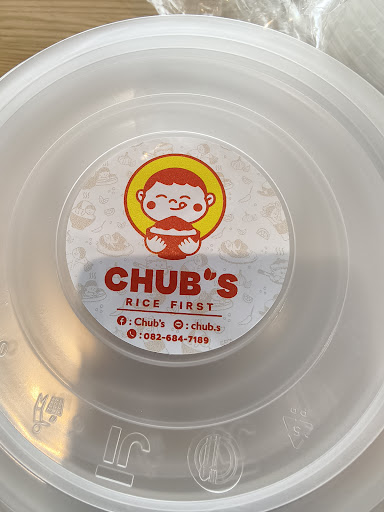 CHUB'S
RICE FIRST
: Chub's : chub.s
: 082-684-7189